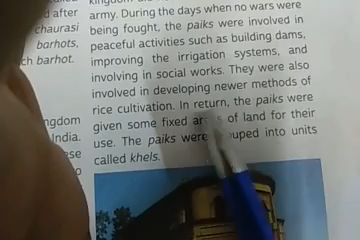 d after
chaurasi
barhots,
ch barhot.
ngdom
India.
ese
army. During the days when no wars were
being fought, the paiks were involved in
peaceful activities such as building dams,
improving the irrigation systems, and
involving in social works. They were also
involved in developing newer methods of
rice cultivation. In return, the paiks were
given some fixed areas of land for their
use. The paiks were grouped into units
called khels.